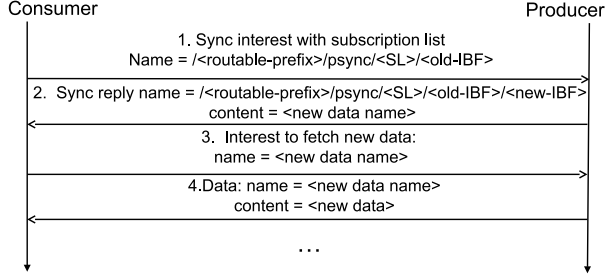 Consumer Producer
1. Sync interest with subscription list
Name = /<routable-prefix>/psync/<SL>/<old-IBF>
2. Sync reply name = /<routable-prefix>/psync/<SL>/<old-IBF>/<new-IBF>
content = <new data name>
3. Interest to fetch new data:
name = <new data name>
4.Data: name = <new data name>
content = <new data>
...